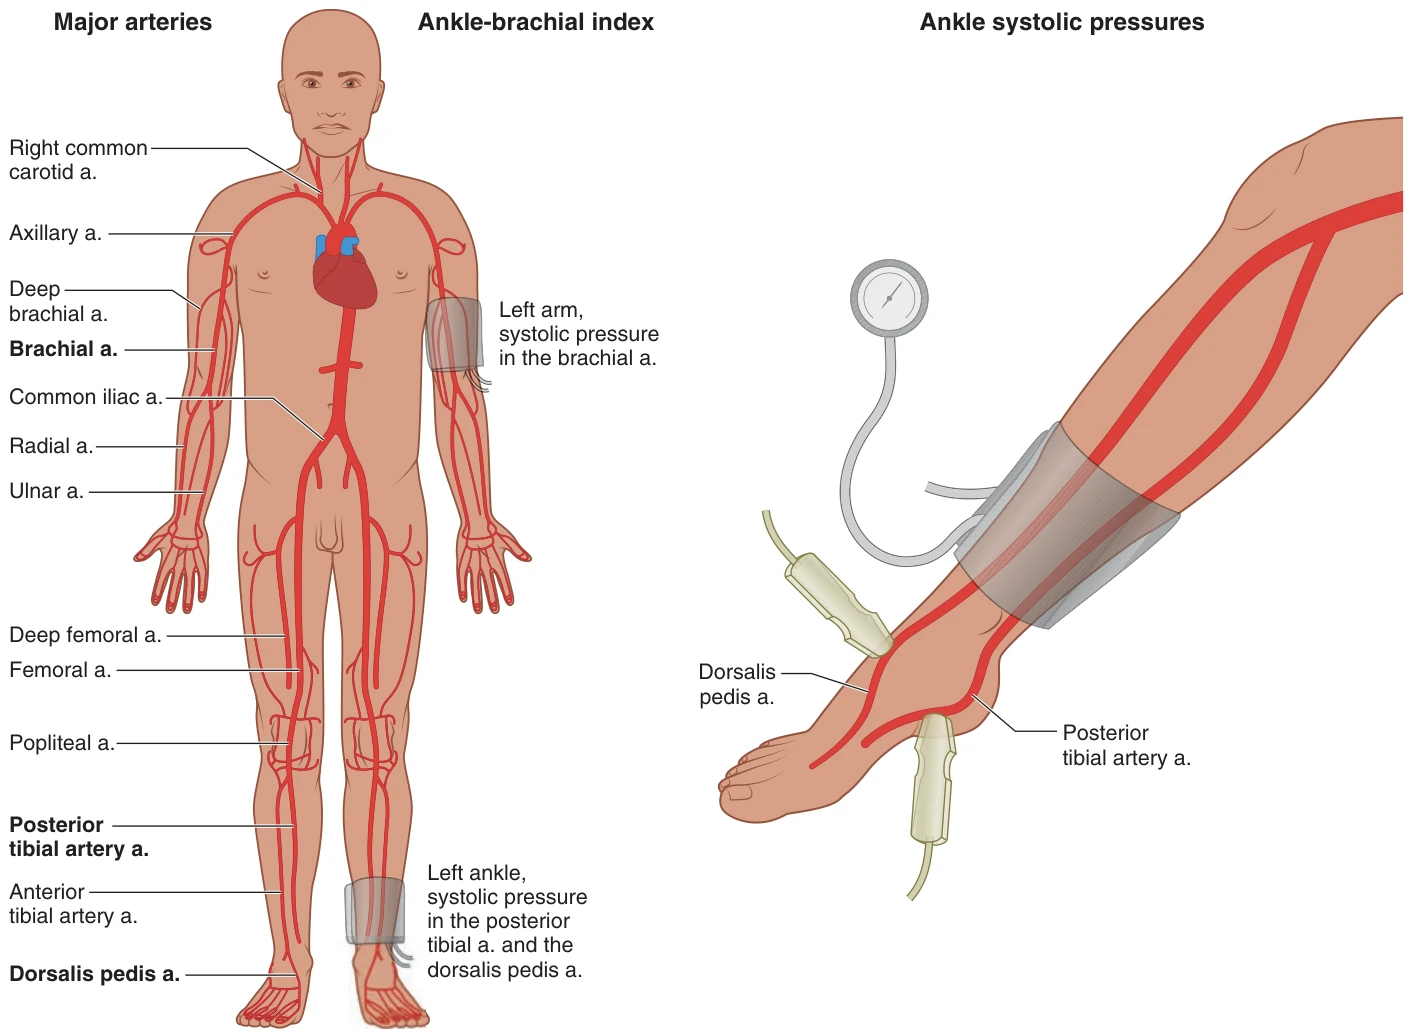 Major arteries
Ankle-brachial index
Ankle systolic pressures
Right common
carotid a.
Axillary a.
Deep
brachial a.
Brachial a.
Common iliac a.
Radial a.
Ulnar a.
Deep femoral a.
Femoral a.
Popliteal a.
Posterior
tibial artery a.
Anterior
tibial artery a.
Dorsalis pedis a.
Left arm,
systolic pressure
in the brachial a.
Left ankle,
systolic pressure
in the posterior
tibial a. and the
dorsalis pedis a.
Dorsalis
pedis a.
Posterior
tibial artery a.